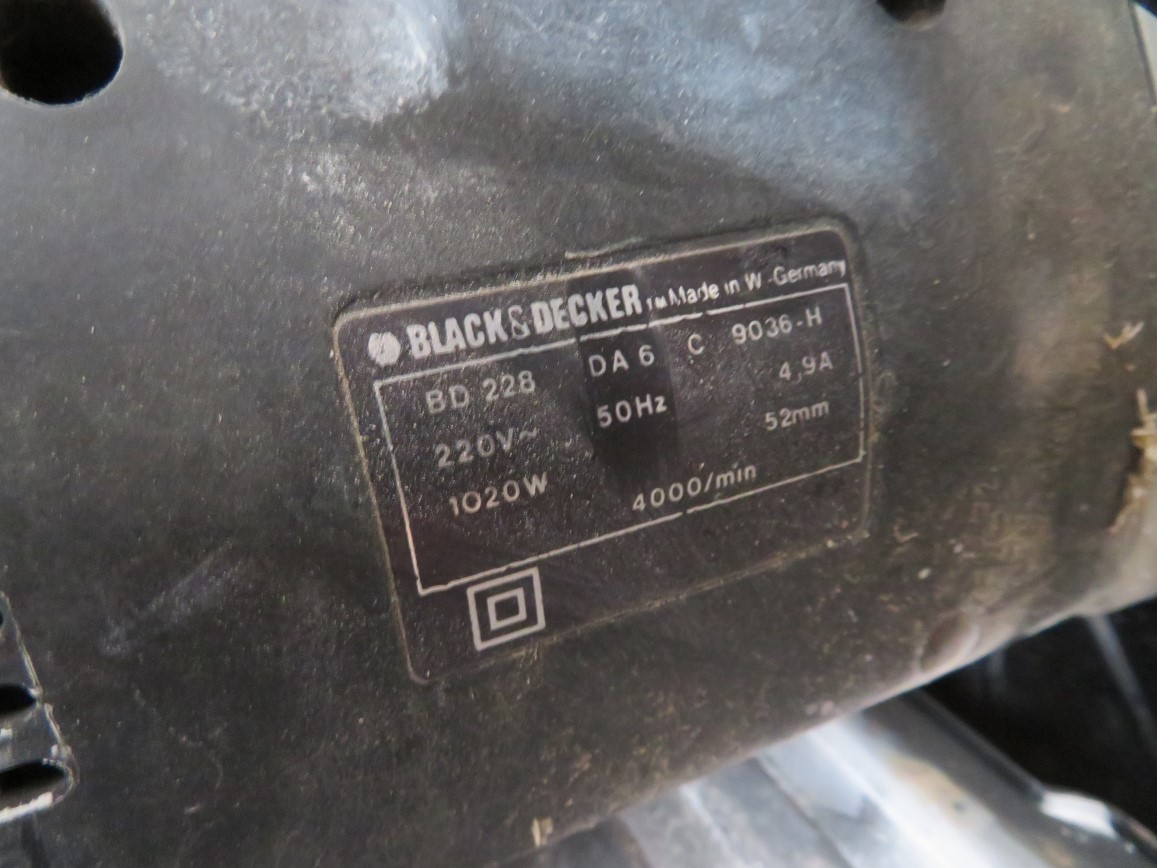 BLACK & DECKER TM Made in W.-Germany
BD 228 DA 6 C 9036-H
220V~ 50Hz 4,9A
1020W 4000/min 52mm